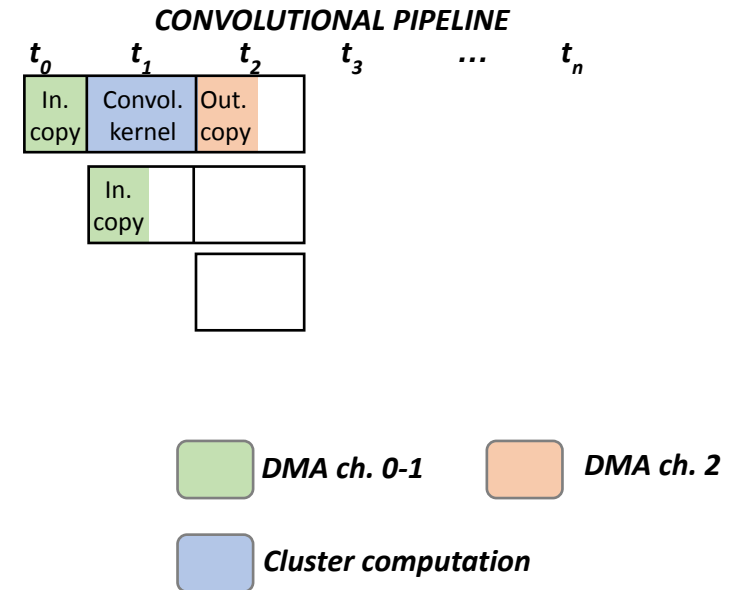 CONVOLUTIONAL PIPELINE
t0 t1 t2 t3 ... tn
In. copy
Convol. kernel
Out. copy
In. copy
DMA ch. 0-1
DMA ch. 2
Cluster computation